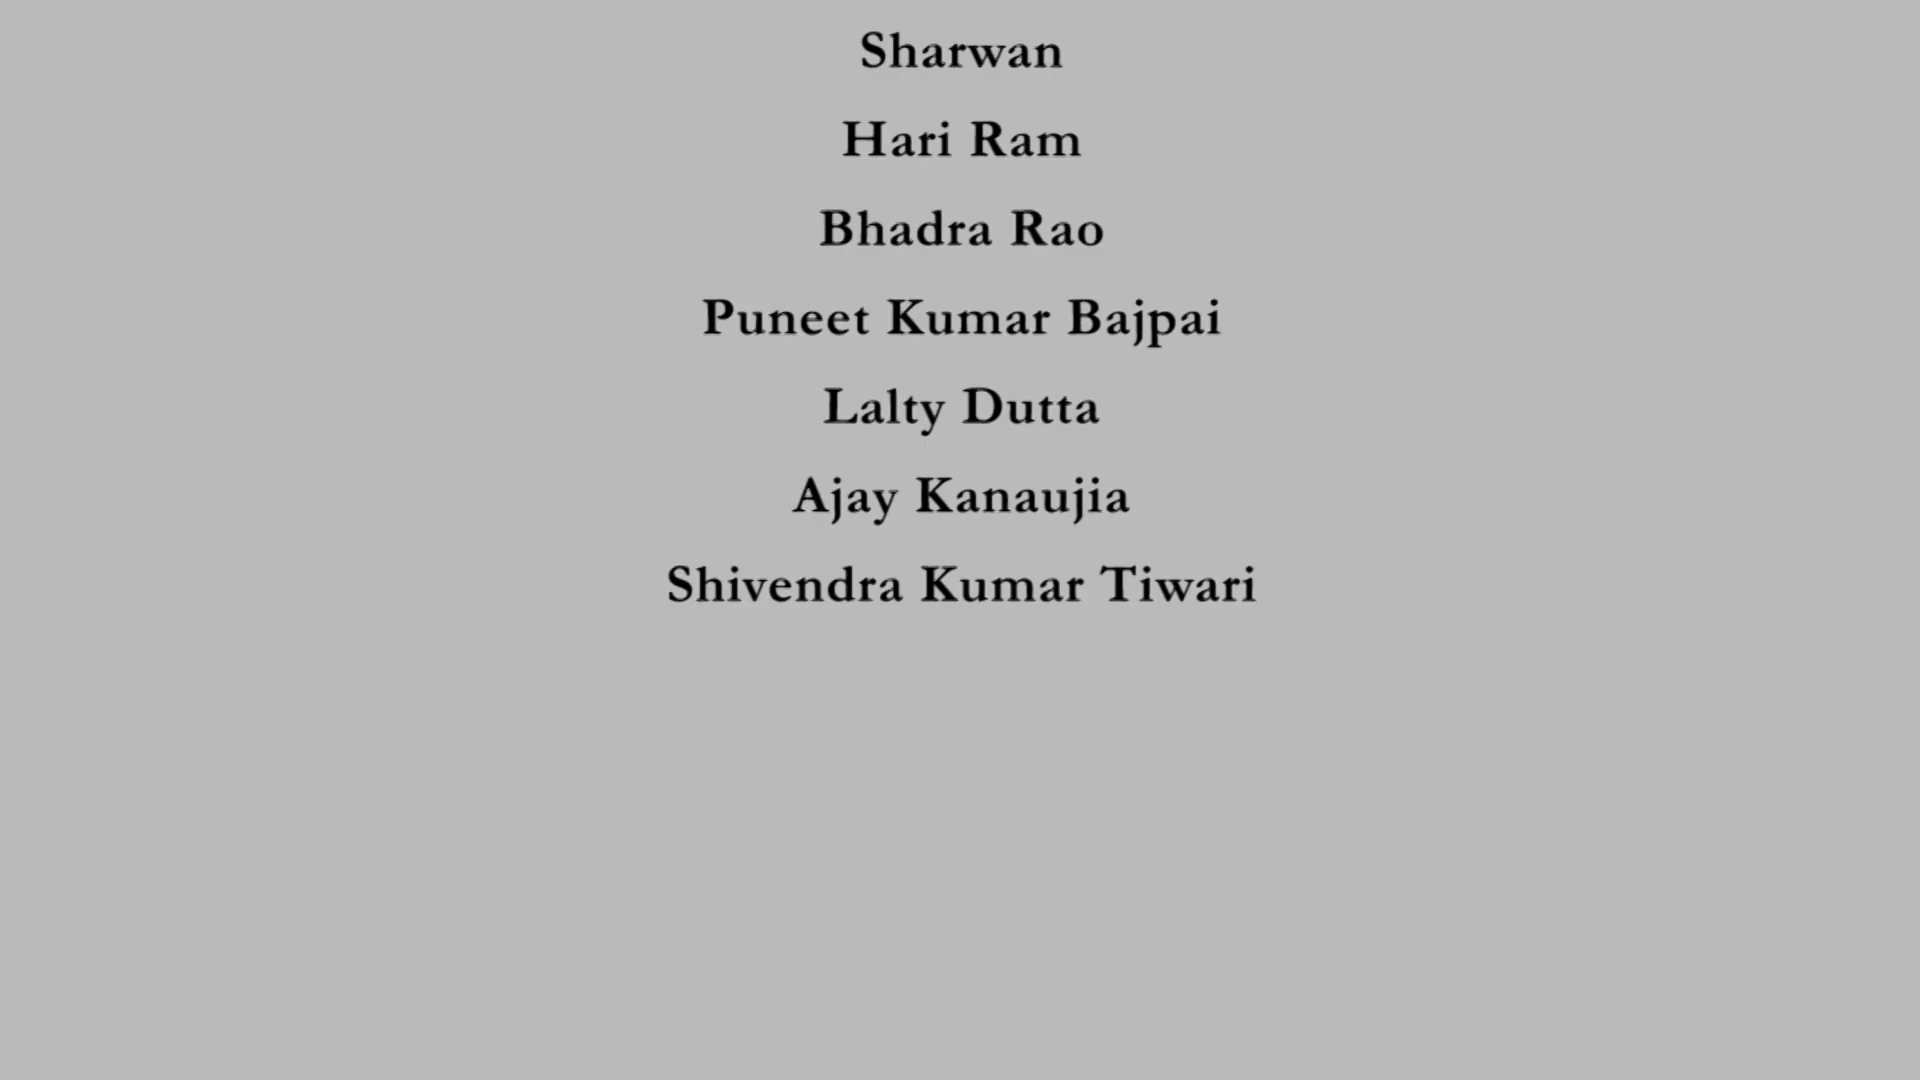 Sharwan
Hari Ram
Bhadra Rao
Puneet Kumar Bajpai
Lalty Dutta
Ajay Kanaujia
Shivendra Kumar Tiwari